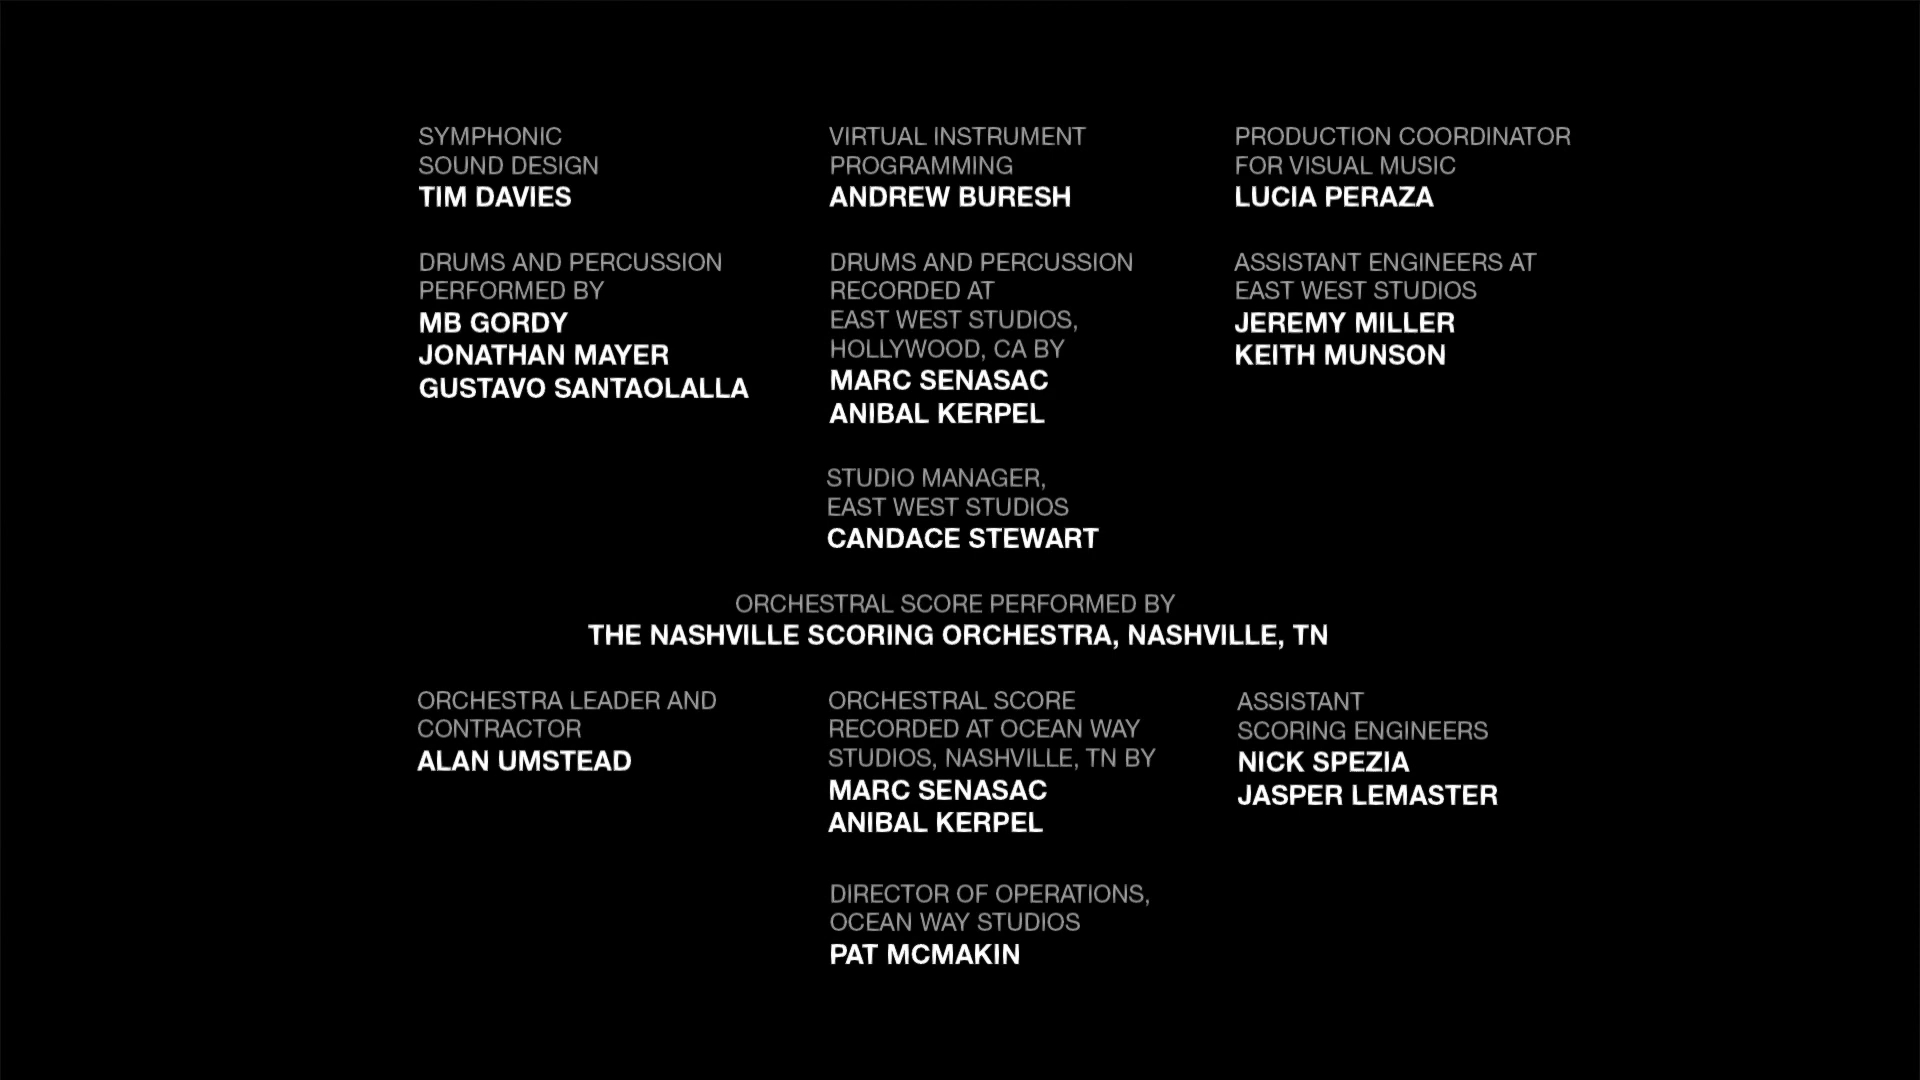 SYMPHONIC
SOUND DESIGN
TIM DAVIES
VIRTUAL INSTRUMENT
PROGRAMMING
ANDREW BURESH
PRODUCTION COORDINATOR
FOR VISUAL MUSIC
LUCIA PERAZA
DRUMS AND PERCUSSION
PERFORMED BY
MB GORDY
JONATHAN MAYER
GUSTAVO SANTAOLALLA
DRUMS AND PERCUSSION
RECORDED AT
EAST WEST STUDIOS,
HOLLYWOOD, CA BY
MARC SENASAC
ANIBAL KERPEL
ASSISTANT ENGINEERS AT
EAST WEST STUDIOS
JEREMY MILLER
KEITH MUNSON
STUDIO MANAGER,
EAST WEST STUDIOS
CANDACE STEWART
ORCHESTRAL SCORE PERFORMED BY
THE NASHVILLE SCORING ORCHESTRA, NASHVILLE, TN
ORCHESTRA LEADER AND
CONTRACTOR
ALAN UMSTEAD
ORCHESTRAL SCORE
RECORDED AT OCEAN WAY
STUDIOS, NASHVILLE, TN BY
MARC SENASAC
ANIBAL KERPEL
ASSISTANT
SCORING ENGINEERS
NICK SPEZIA
JASPER LEMASTER
DIRECTOR OF OPERATIONS,
OCEAN WAY STUDIOS
PAT MCMAKIN